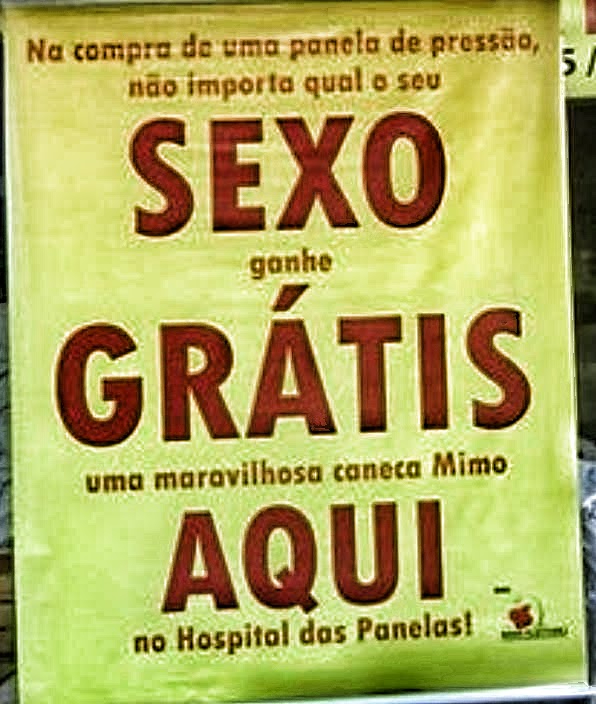 Na compra de uma panela de pressão,
não importa qual o seu
SEXO
ganhe
GRÁTIS
uma maravilhosa caneca Mimo
AQUI
no Hospital das Panelas!
5/